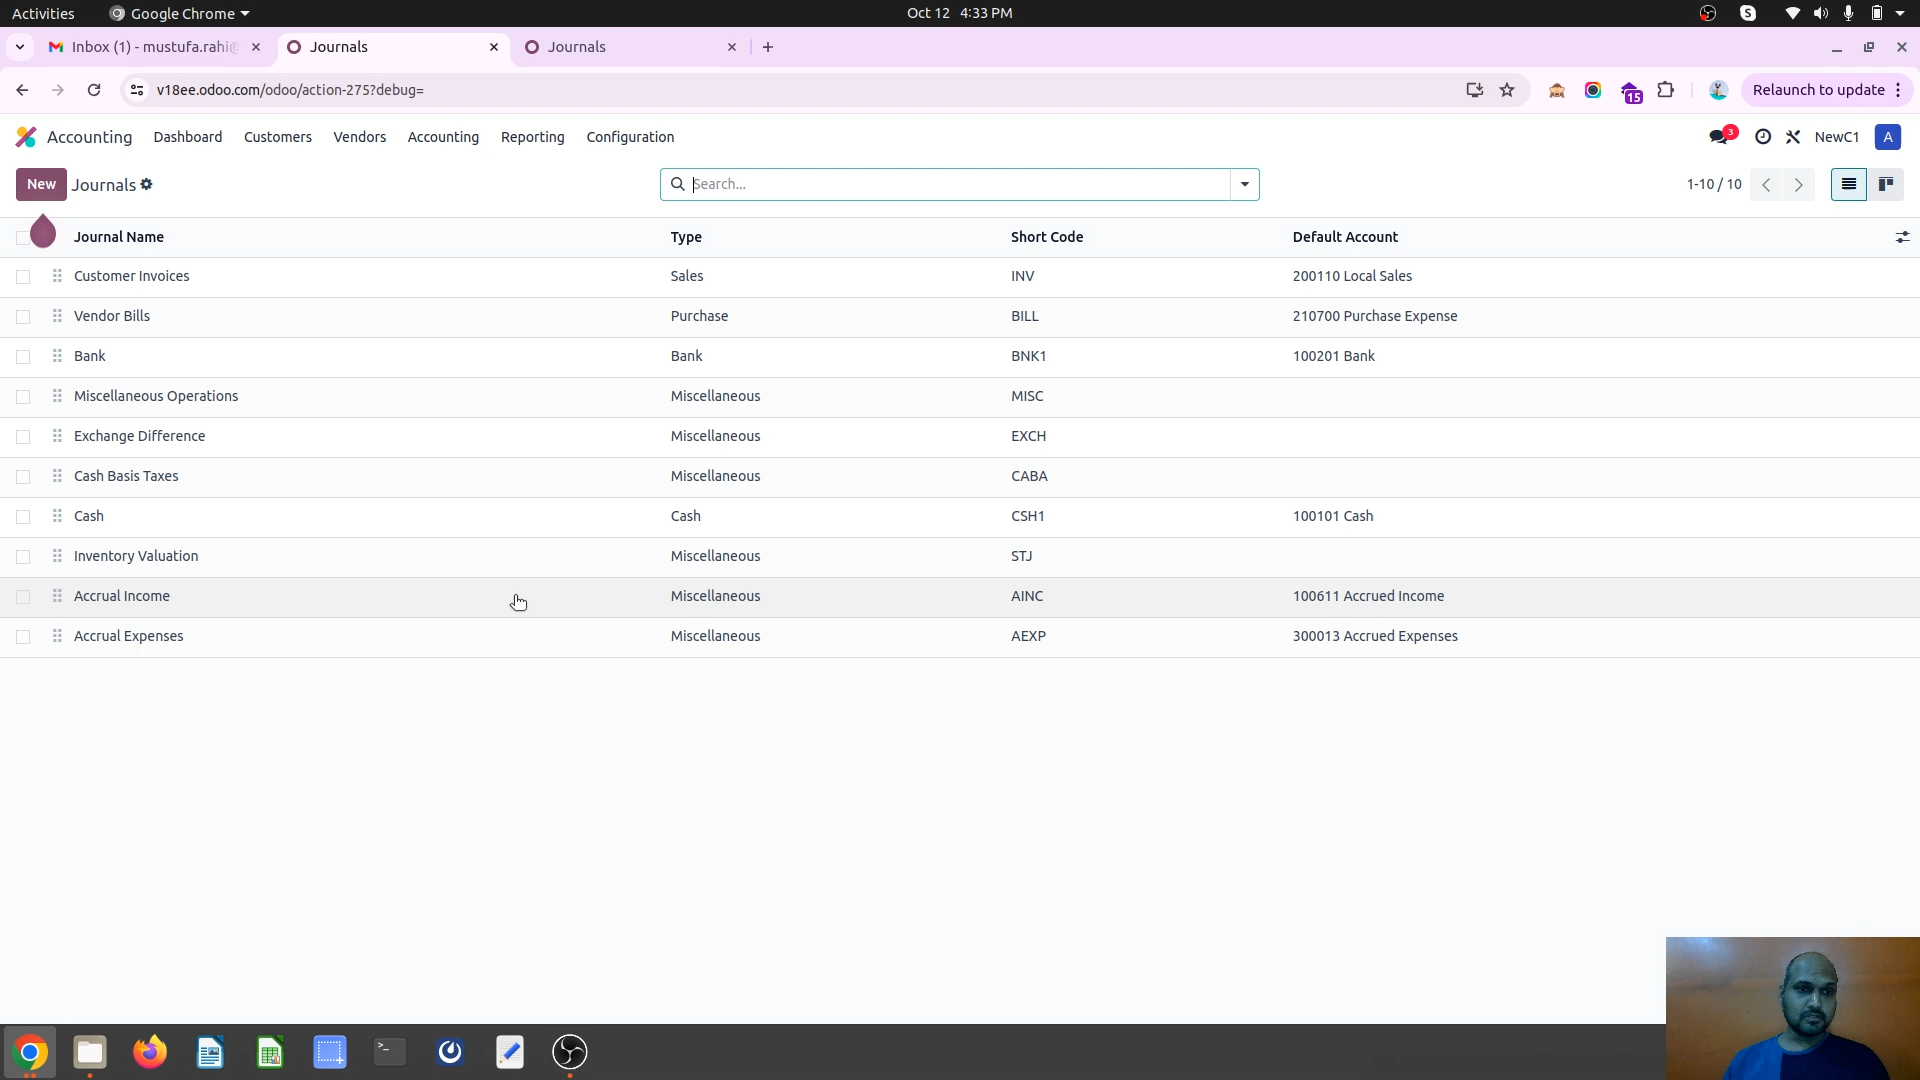 Activities Google Chrome Oct 12 4:33 PM
Inbox (1) - mustufa.rahi Journals Journals
v18ee.odoo.com/odoo/action-275?debug= 15 Relaunch to update
Accounting Dashboard Customers Vendors Accounting Reporting Configuration 3 NewC1 A
New Journals Search... 1-10 / 10
Journal Name Type Short Code Default Account
Customer Invoices Sales INV 200110 Local Sales
Vendor Bills Purchase BILL 210700 Purchase Expense
Bank Bank BNK1 100201 Bank
Miscellaneous Operations Miscellaneous MISC
Exchange Difference Miscellaneous EXCH
Cash Basis Taxes Miscellaneous CABA
Cash Cash CSH1 100101 Cash
Inventory Valuation Miscellaneous STJ
Accrual Income Miscellaneous AINC 100611 Accrued Income
Accrual Expenses Miscellaneous AEXP 300013 Accrued Expenses